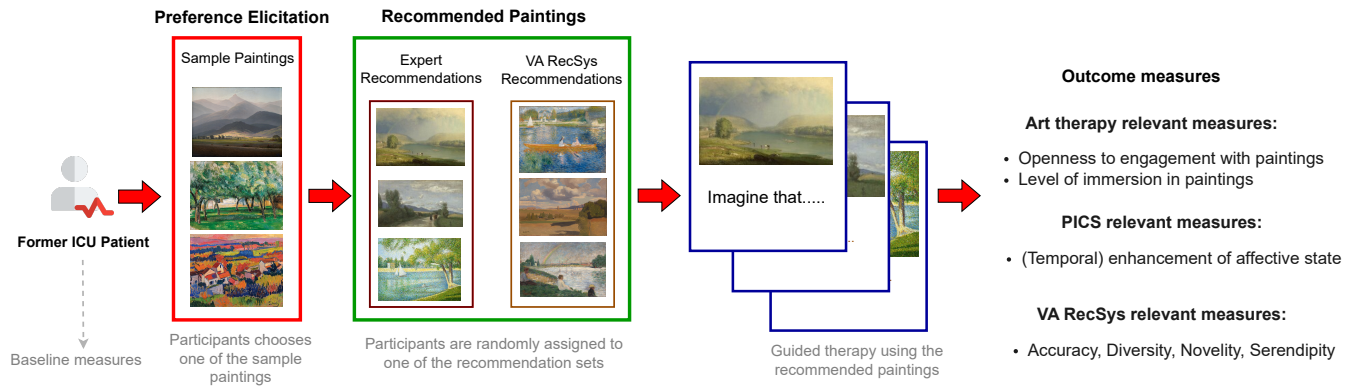 Preference Elicitation
Recommended Paintings
Sample Paintings
Expert
Recommendations
VA RecSys
Recommendations
Former ICU Patient
Baseline measures
Participants chooses
one of the sample
paintings
Participants are randomly assigned to
one of the recommendation sets
Imagine that.....
...
Guided therapy using the
recommended paintings
Outcome measures
Art therapy relevant measures:
• Openness to engagement with paintings
• Level of immersion in paintings
PICS relevant measures:
• (Temporal) enhancement of affective state
VA RecSys relevant measures:
• Accuracy, Diversity, Novelity, Serendipity